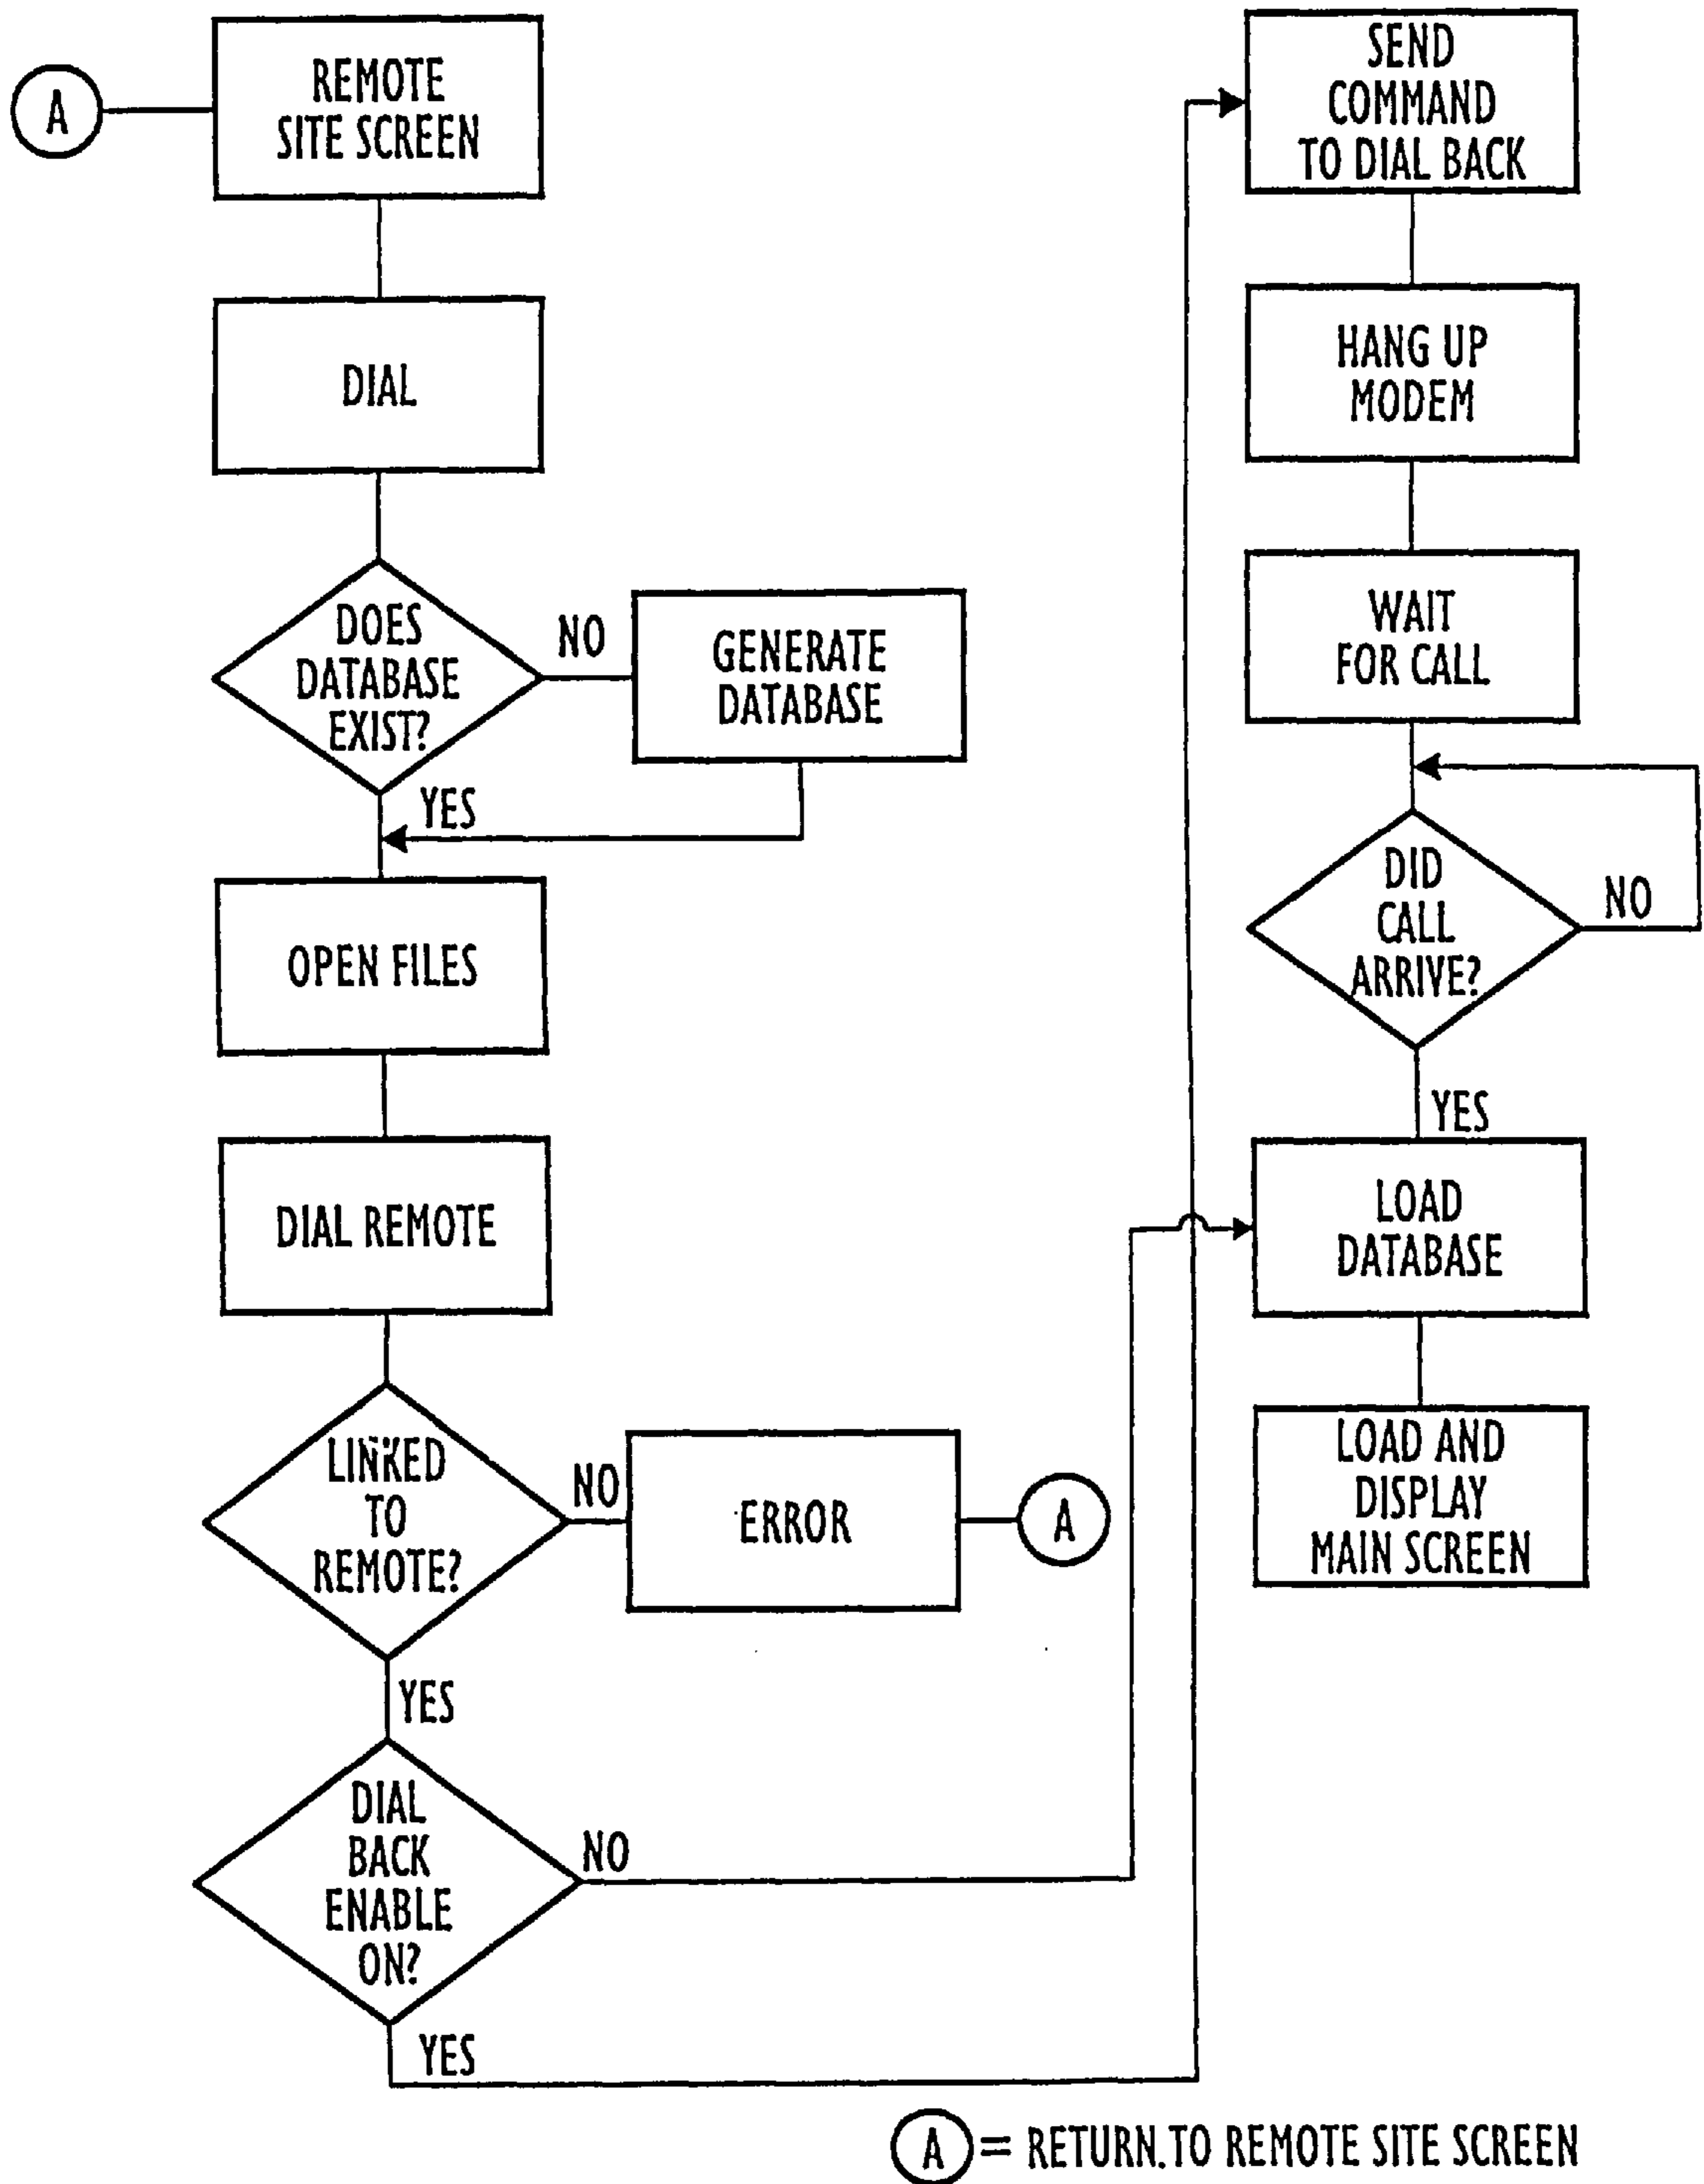 A
REMOTE
SITE SCREEN
DIAL
DOES
DATABASE
EXIST?
NO
GENERATE
DATABASE
YES
OPEN FILES
DIAL REMOTE
LINKED
TO
REMOTE?
NO
ERROR
A
YES
DIAL
BACK
ENABLE
ON?
NO
YES
SEND
COMMAND
TO DIAL BACK
HANG UP
MODEM
WAIT
FOR CALL
DID
CALL
ARRIVE?
NO
YES
LOAD
DATABASE
LOAD AND
DISPLAY
MAIN SCREEN
A = RETURN.TO REMOTE SITE SCREEN